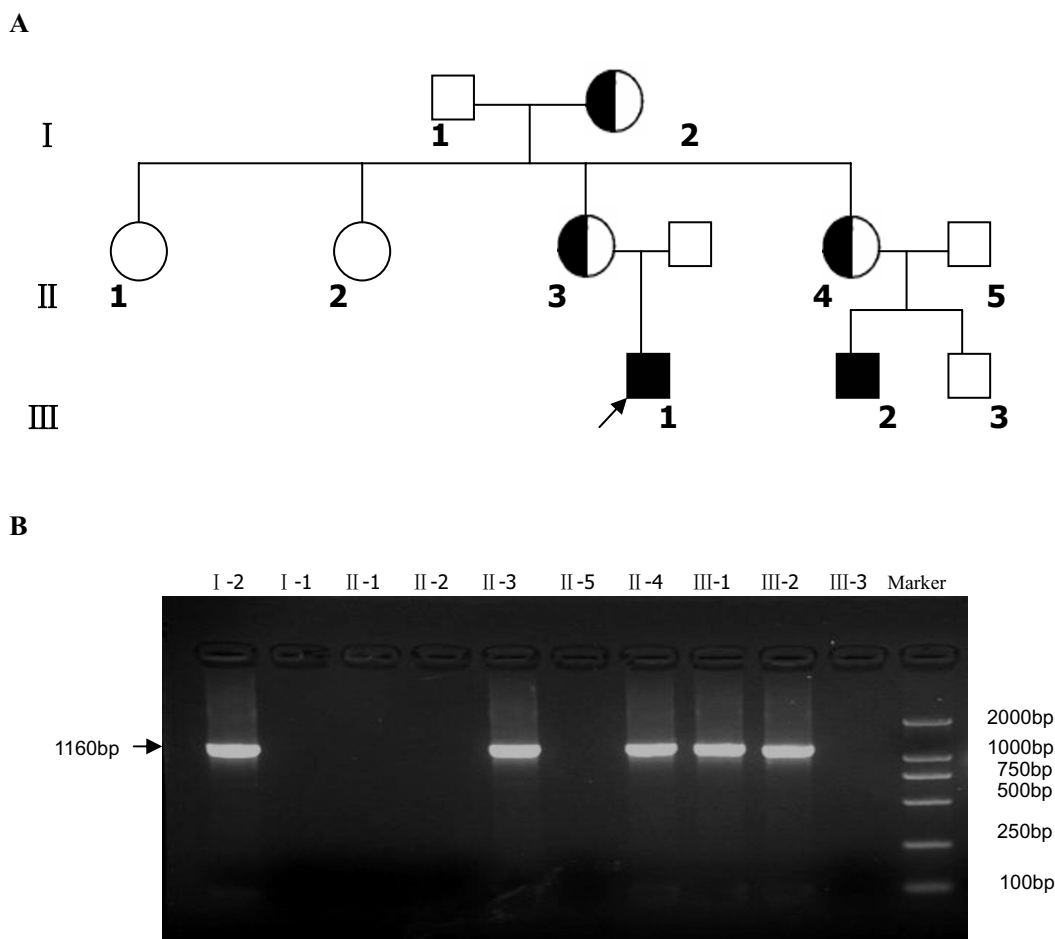 A
I
1 2
II
1 2 3 4 5
III
1 2 3
B
I-2 I-1 II-1 II-2 II-3 II-5 II-4 III-1 III-2 III-3 Marker
1160bp
2000bp
1000bp
750bp
500bp
250bp
100bp